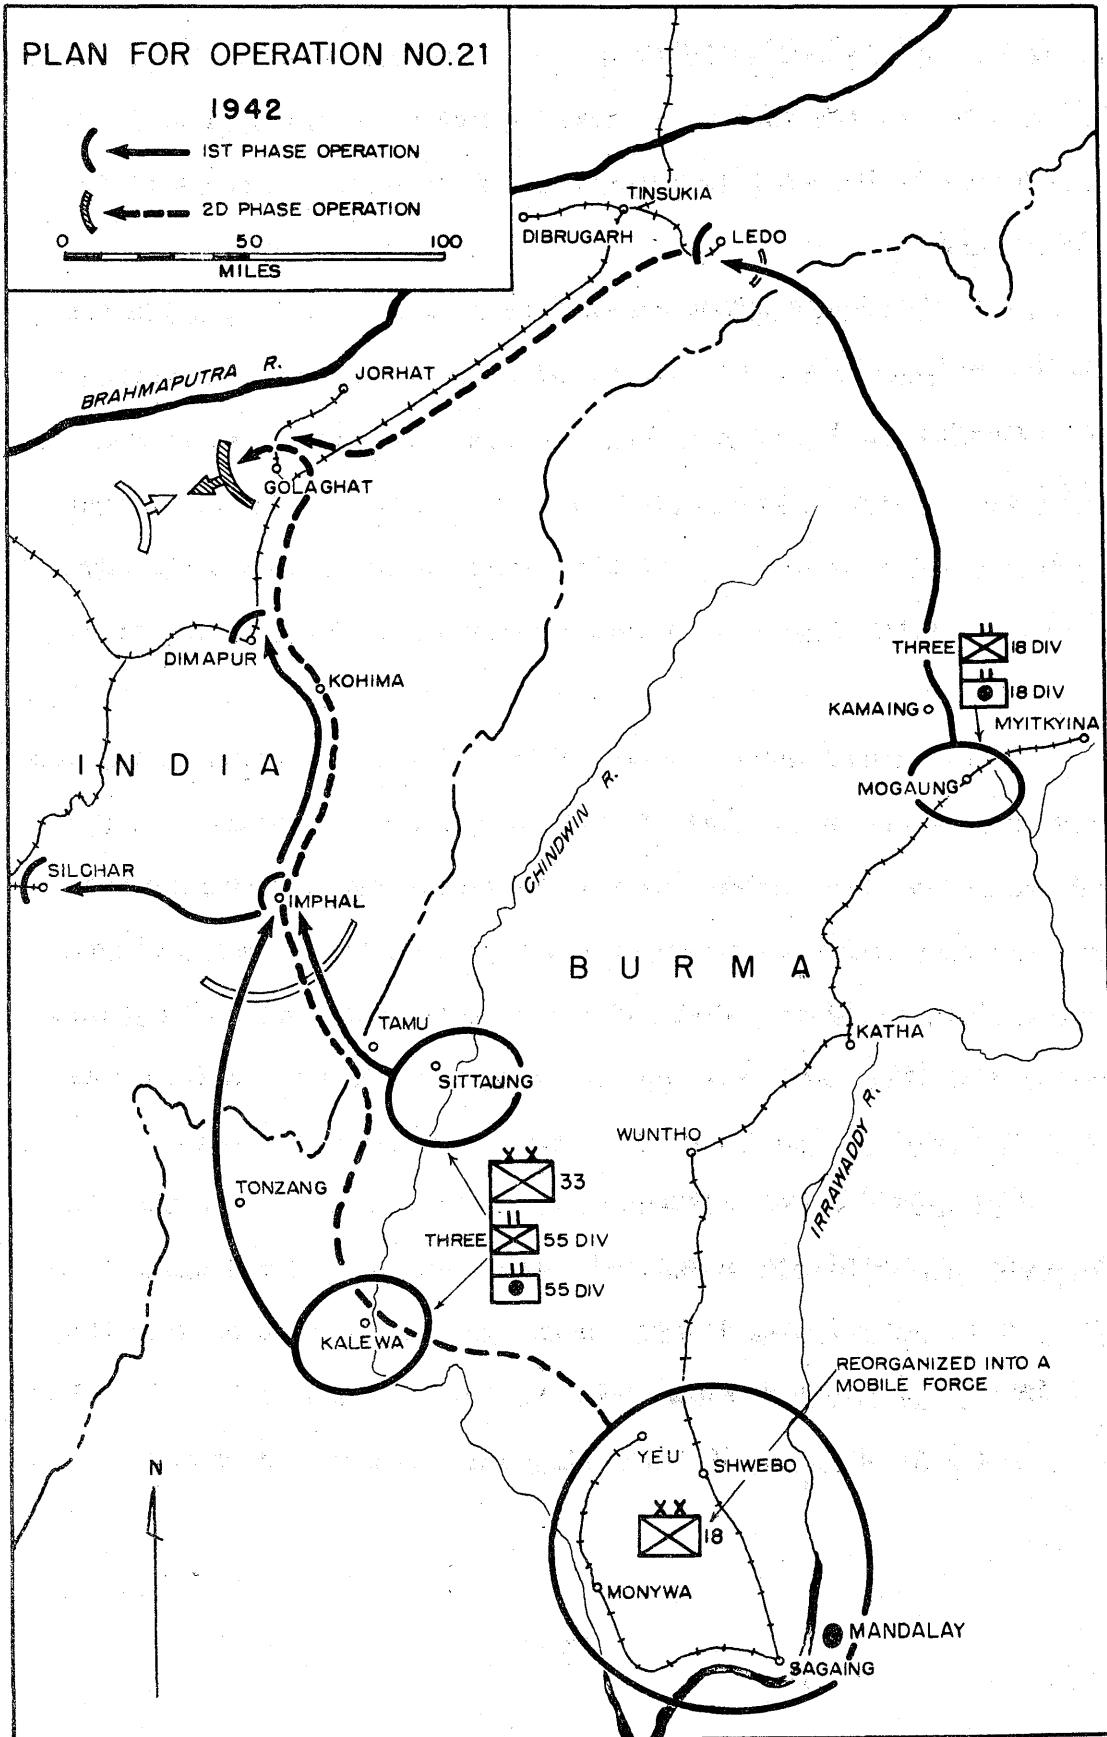 PLAN FOR OPERATION NO.21
1942
1ST PHASE OPERATION
2D PHASE OPERATION
0 50 100
MILES
TINSUKIA
DIBRUGARH
LEDO
BRAHMAPUTRA R.
JORHAT
GOLAGHAT
DIMAPUR
KOHIMA
THREE 18 DIV
18 DIV
KAMAING
MYITKYINA
MOGAUNG
INDIA
CHINDWIN R.
SILCHAR
IMPHAL
BURMA
TAMU
KATHA
SITTAUNG
WUNTHO
IRRAWADDY R.
TONZANG
33
THREE 55 DIV
55 DIV
KALEWA
REORGANIZED INTO A
MOBILE FORCE
YEU
SHWEBO
N
18
MONYWA
MANDALAY
SAGAING